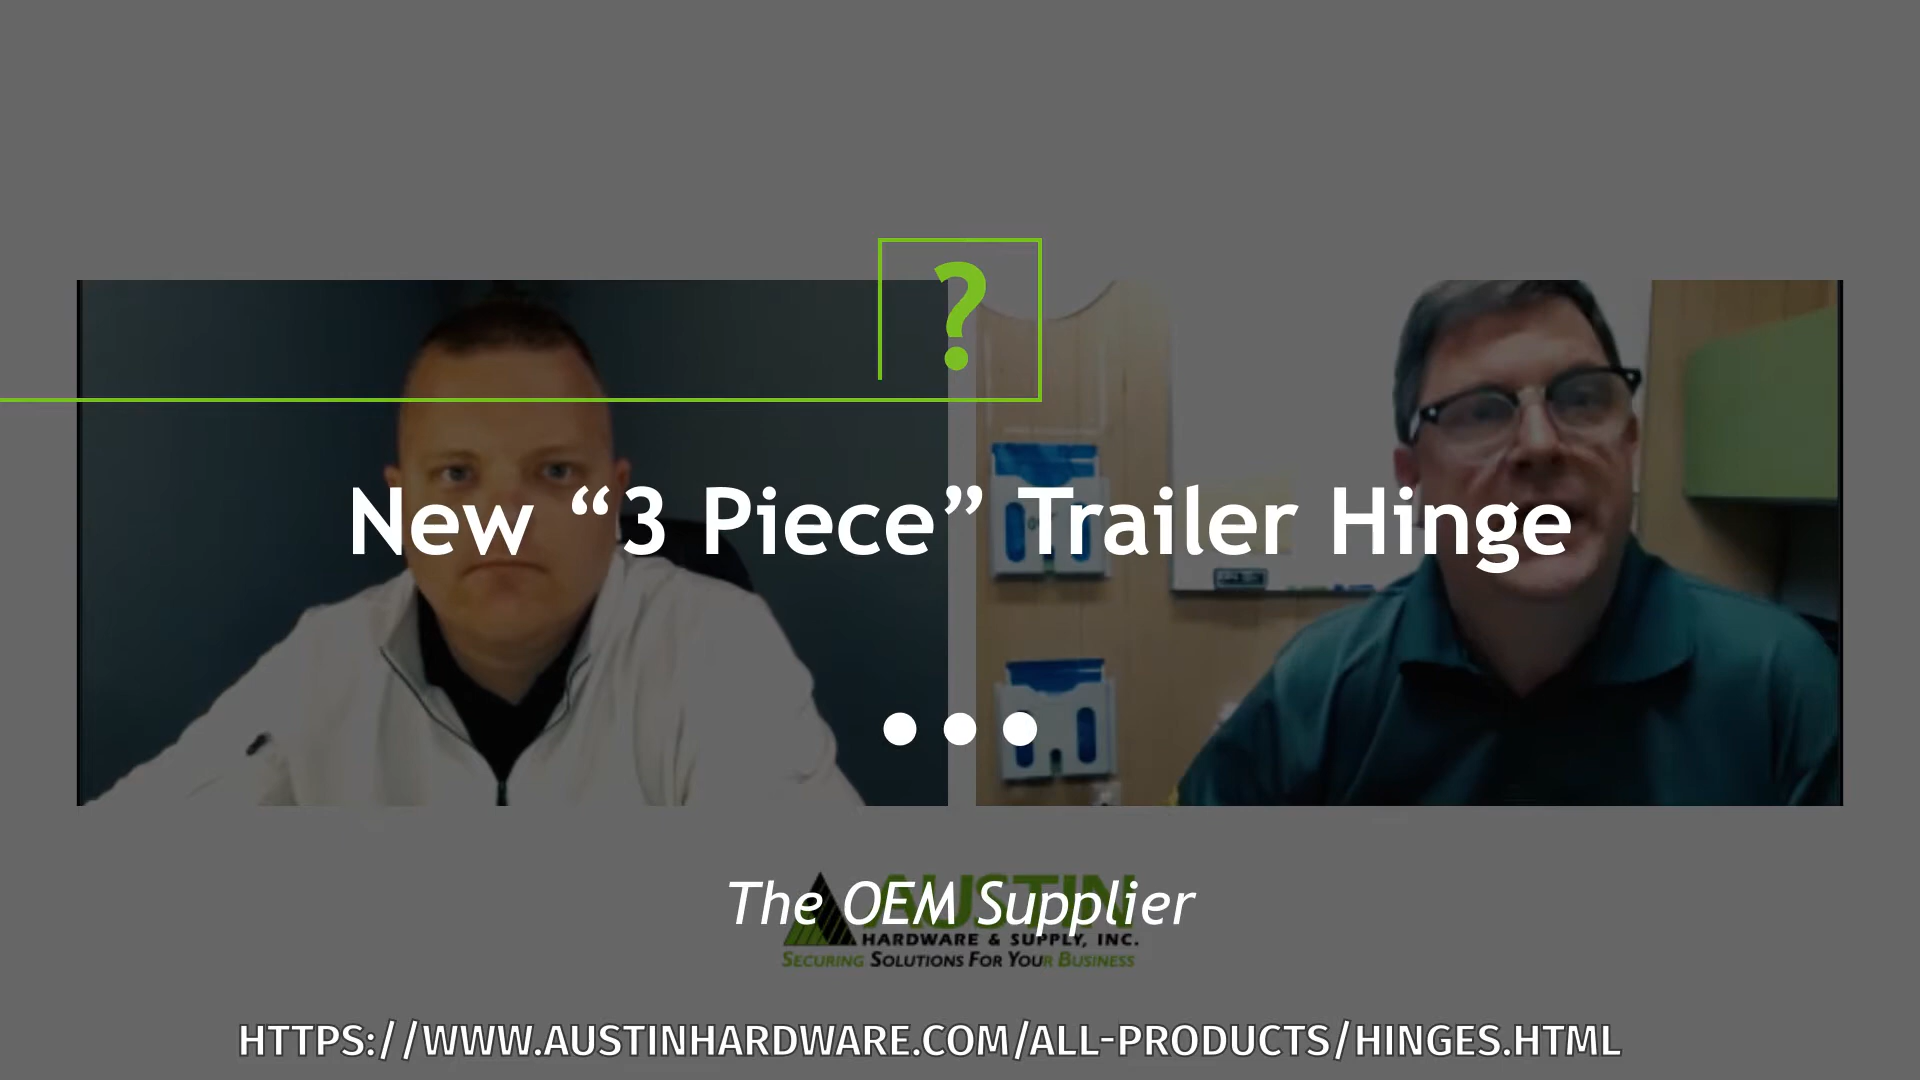 ?
New “3 Piece” Trailer Hinge
The OEM Supplier
AUSTIN
HARDWARE & SUPPLY, INC.
SECURING SOLUTIONS FOR YOUR BUSINESS
HTTPS://WWW.AUSTINHARDWARE.COM/ALL-PRODUCTS/HINGES.HTML